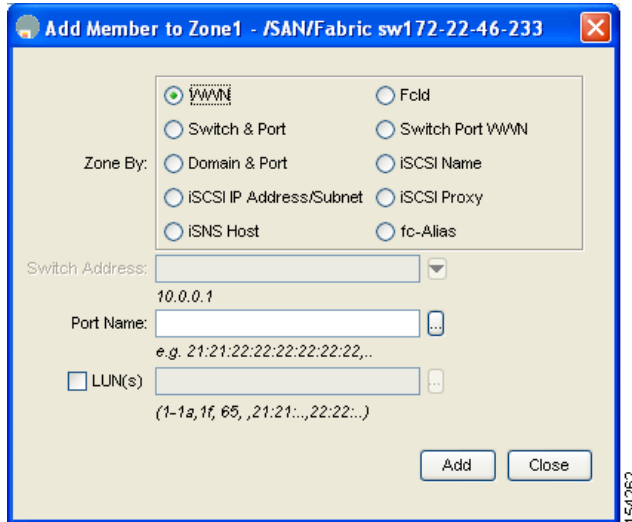 Add Member to Zone1 - /SAN/Fabric sw172-22-46-233
Zone By:
WWN
FcId
Switch & Port
Switch Port WWN
Domain & Port
iSCSI Name
iSCSI IP Address/Subnet
iSCSI Proxy
iSNS Host
fc-Alias
Switch Address:
10.0.0.1
Port Name:
...
e.g. 21:21:22:22:22:22:22:22,..
LUN(s)
...
(1-1a,1f, 65, ,21:21:..,22:22:..)
Add
Close
154262